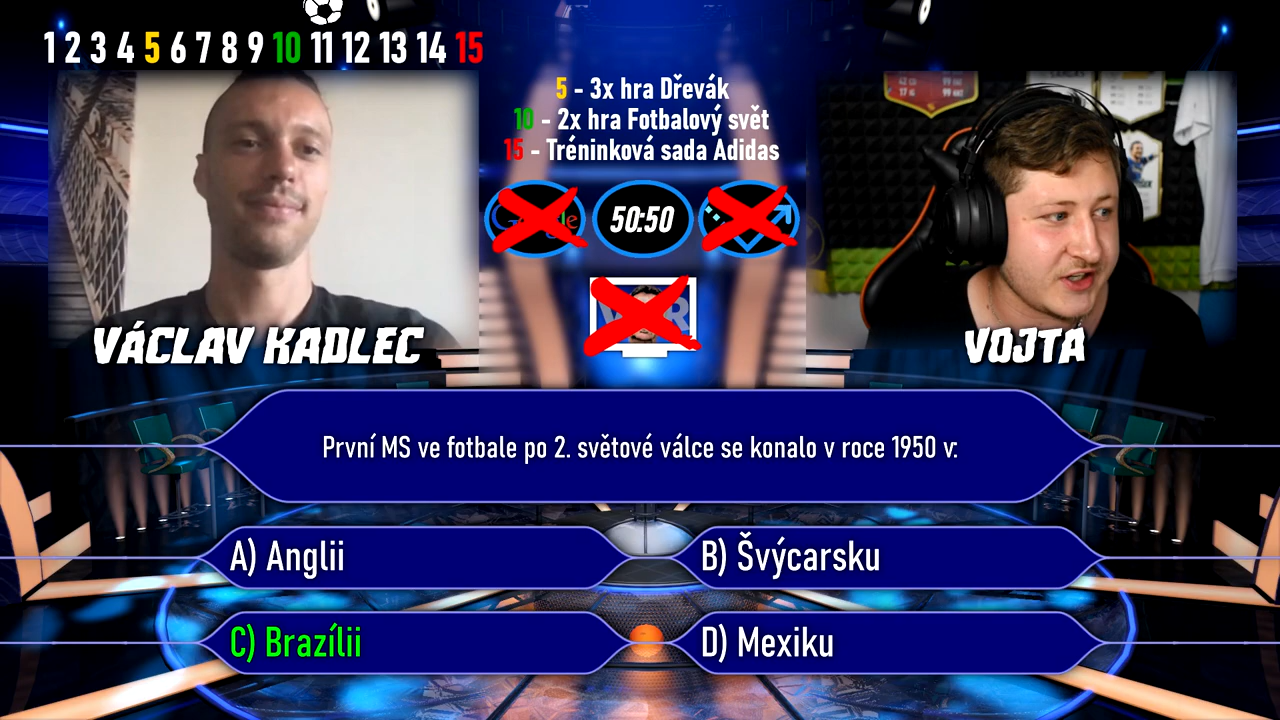 1 2 3 4 5 6 7 8 9 10 11 12 13 14 15
5 - 3x hra Dřevák
10 - 2x hra Fotbalový svět
15 - Tréninková sada Adidas
Google
50:50
VÁCLAV KADLEC
VOJTA
První MS ve fotbale po 2. světové válce se konalo v roce 1950 v:
A) Anglii
B) Švýcarsku
C) Brazílii
D) Mexiku